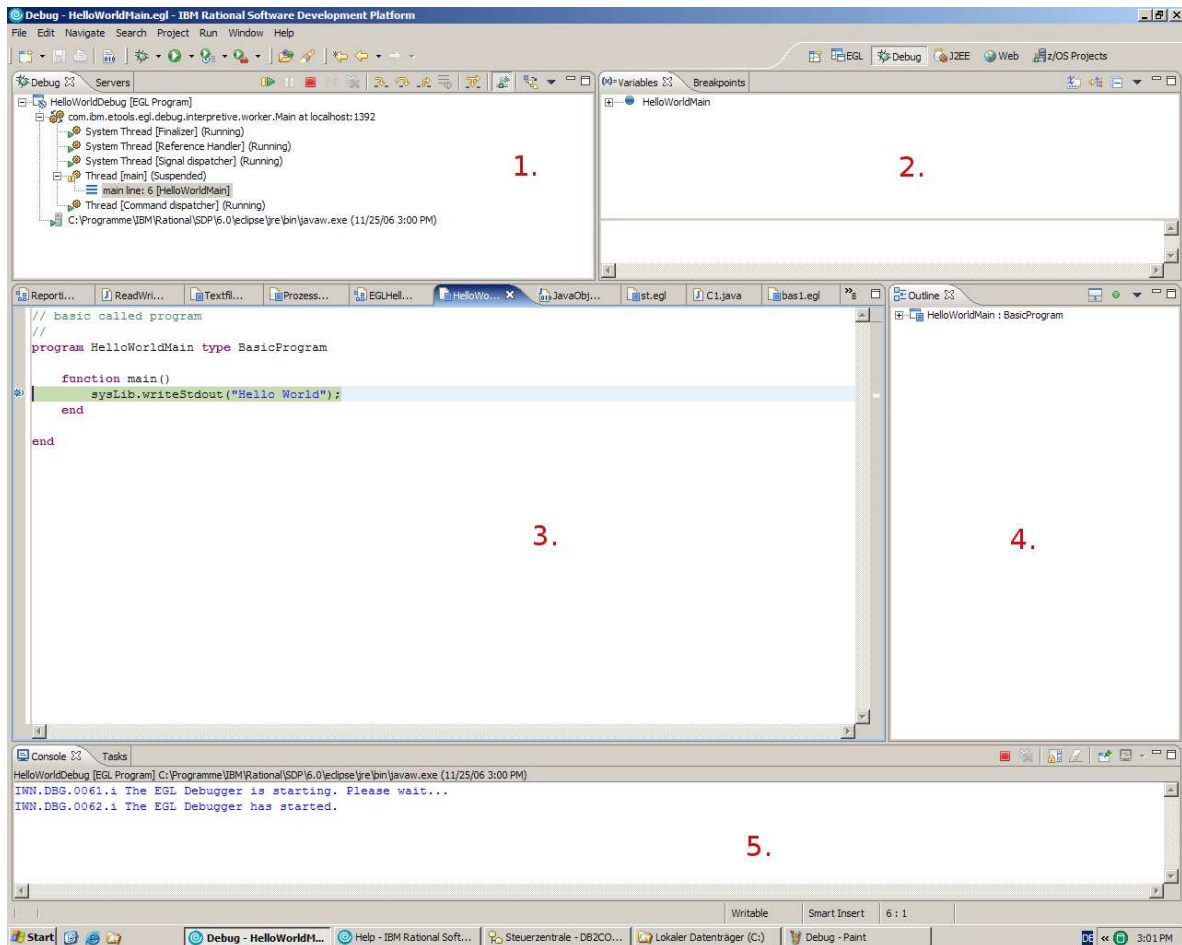 Debug - HelloWorldMain.egl - IBM Rational Software Development Platform
File Edit Navigate Search Project Run Window Help
EGL Debug J2EE Web z/OS Projects
Debug Servers
HelloWorldDebug [EGL Program]
com.ibm.etools.egl.debug.interpretive.worker.Main at localhost:1392
System Thread [Finalizer] (Running)
System Thread [Reference Handler] (Running)
System Thread [Signal dispatcher] (Running)
Thread [main] (Suspended)
main line: 6 [HelloWorldMain]
Thread [Command dispatcher] (Running)
C:\Programme\IBM\Rational\SDP\6.0\eclipse\jre\bin\javaw.exe (11/25/06 3:00 PM)
1.
(x)= Variables Breakpoints
HelloWorldMain
2.
Reporti... ReadWri... Textfil... Prozess... EGLHell... HelloWo... JavaObj... st.egl C1.java bas1.egl »8
// basic called program
//
program HelloWorldMain type BasicProgram
function main()
sysLib.writeStdout("Hello World");
end
end
3.
Outline
HelloWorldMain : BasicProgram
4.
Console Tasks
HelloWorldDebug [EGL Program] C:\Programme\IBM\Rational\SDP\6.0\eclipse\jre\bin\javaw.exe (11/25/06 3:00 PM)
IWN.DBG.0061.i The EGL Debugger is starting. Please wait...
IWN.DBG.0062.i The EGL Debugger has started.
5.
Writable Smart Insert 6 : 1
Start Debug - HelloWorldM... Help - IBM Rational Soft... Steuerzentrale - DB2CO... Lokaler Datenträger (C:) Debug - Paint DE « 3:01 PM